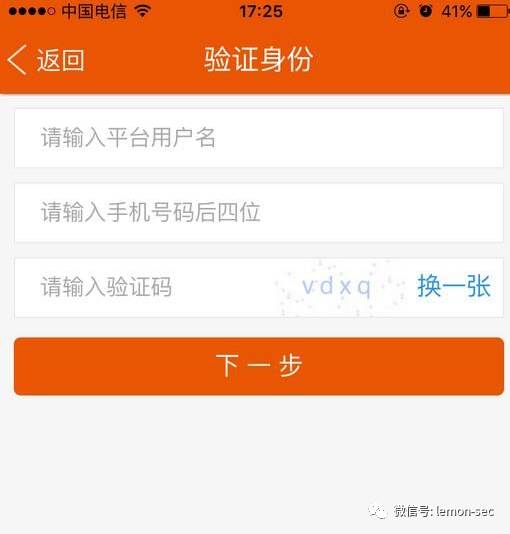 中国电信 17:25 41%
返回 验证身份
请输入平台用户名
请输入手机号码后四位
请输入验证码 vdxq 换一张
下一步
微信号: lemon-sec